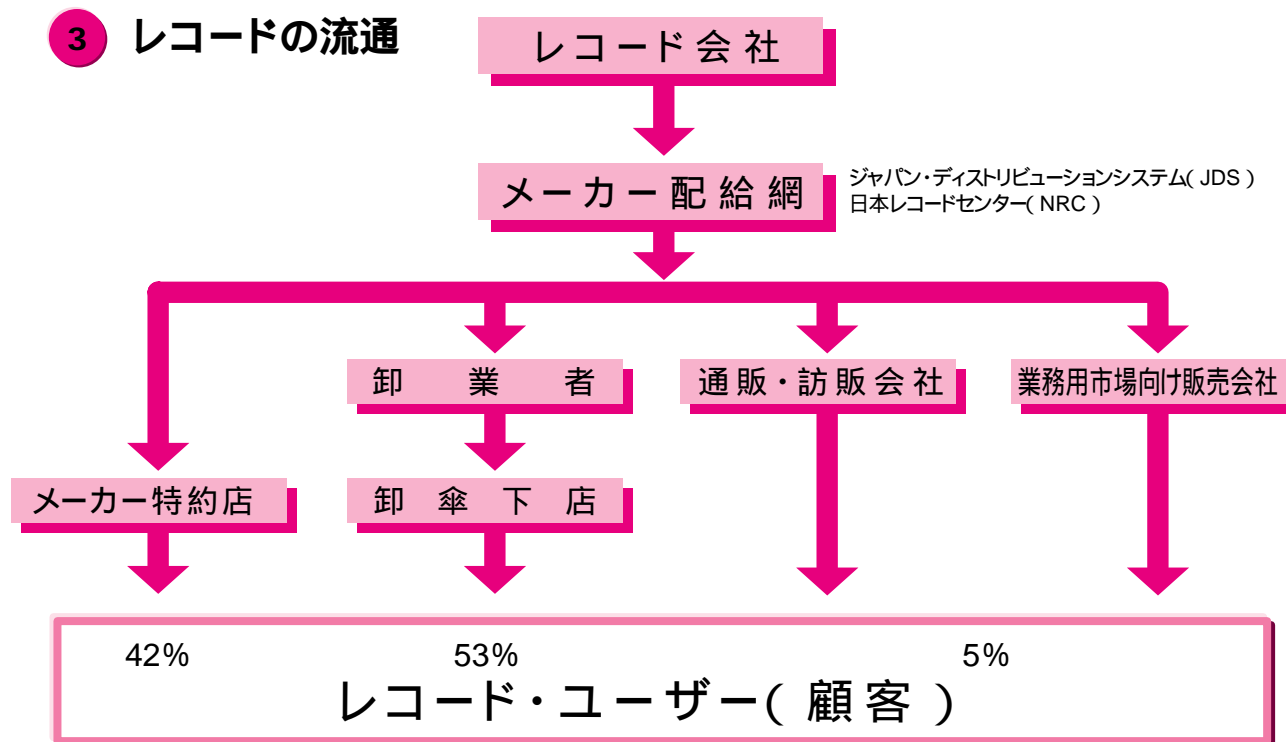 3 レコードの流通
レコード会社
メーカー配給網
ジャパン・ディストリビューションシステム(JDS)
日本レコードセンター(NRC)
卸業者
通販・訪販会社
業務用市場向け販売会社
メーカー特約店
卸傘下店
42% 53% 5%
レコード・ユーザー(顧客)